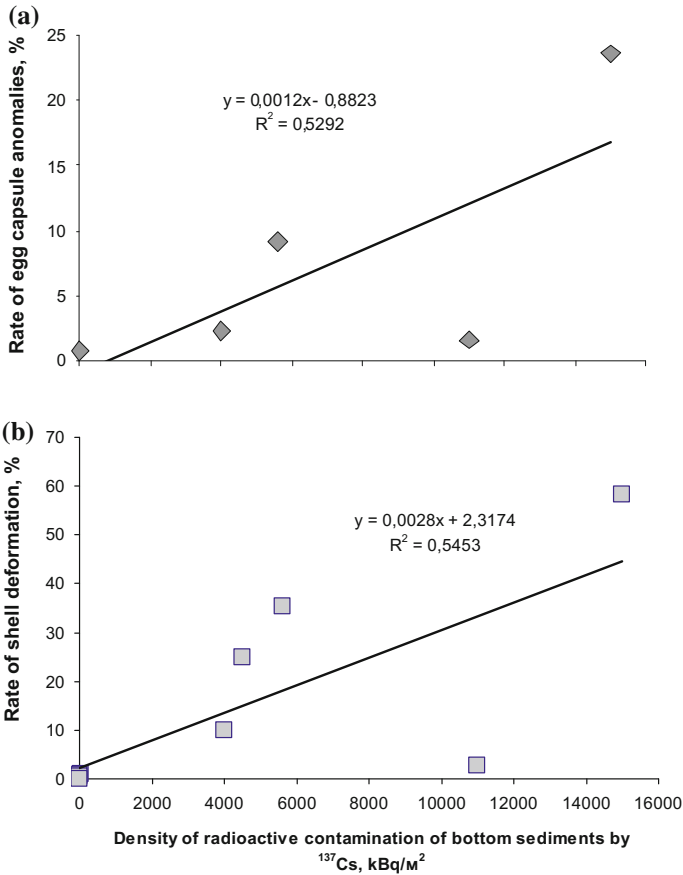 (a)
Rate of egg capsule anomalies, %
25
20
15
10
5
0
y = 0,0012x - 0,8823
R² = 0,5292
(b)
Rate of shell deformation, %
70
60
50
40
30
20
10
0
y = 0,0028x + 2,3174
R² = 0,5453
0 2000 4000 6000 8000 10000 12000 14000 16000
Density of radioactive contamination of bottom sediments by
¹³⁷Cs, kBq/м²